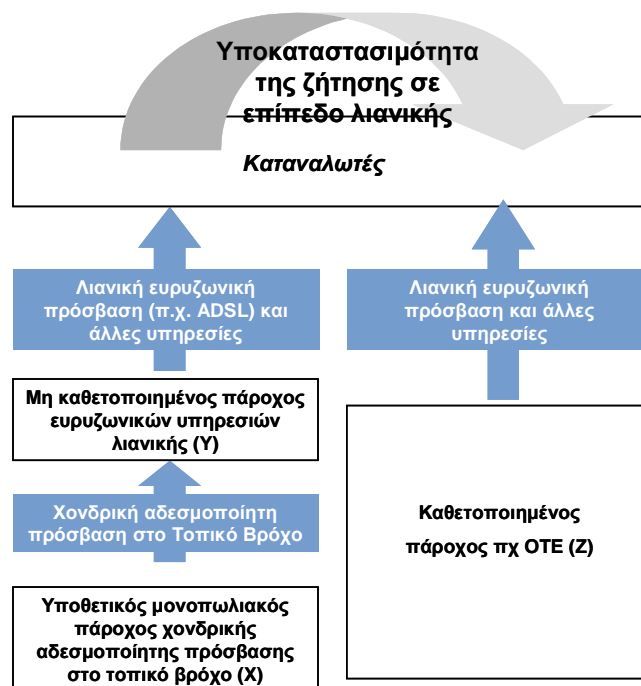 Υποκαταστασιμότητα
της ζήτησης σε
επίπεδο λιανικής
Καταναλωτές
Λιανική ευρυζωνική
πρόσβαση (π.χ. ADSL) και
άλλες υπηρεσίες
Λιανική ευρυζωνική
πρόσβαση και άλλες
υπηρεσίες
Μη καθετοποιημένος πάροχος
ευρυζωνικών υπηρεσιών
λιανικής (Υ)
Χονδρική αδεσμοποίητη
πρόσβαση στο Τοπικό Βρόχο
Καθετοποιημένος
πάροχος πχ ΟΤΕ (Ζ)
Υποθετικός μονοπωλιακός
πάροχος χονδρικής
αδεσμοποίητης πρόσβασης
στο τοπικό βρόχο (Χ)